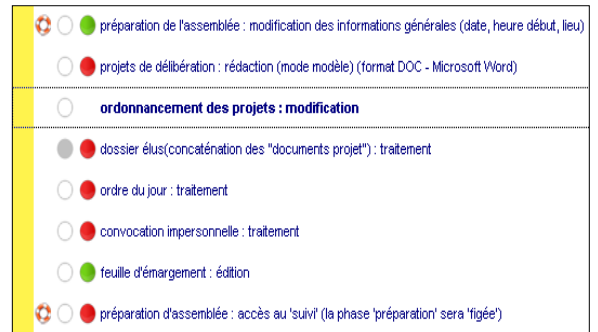 préparation de l'assemblée : modification des informations générales (date, heure début, lieu)
projets de délibération : rédaction (mode modèle) (format DOC - Microsoft Word)
ordonnancement des projets : modification
dossier élus(concaténation des "documents projet") : traitement
ordre du jour : traitement
convocation impersonnelle : traitement
feuille d'émargement : édition
préparation d'assemblée : accès au 'suivi' (la phase 'préparation' sera 'figée')